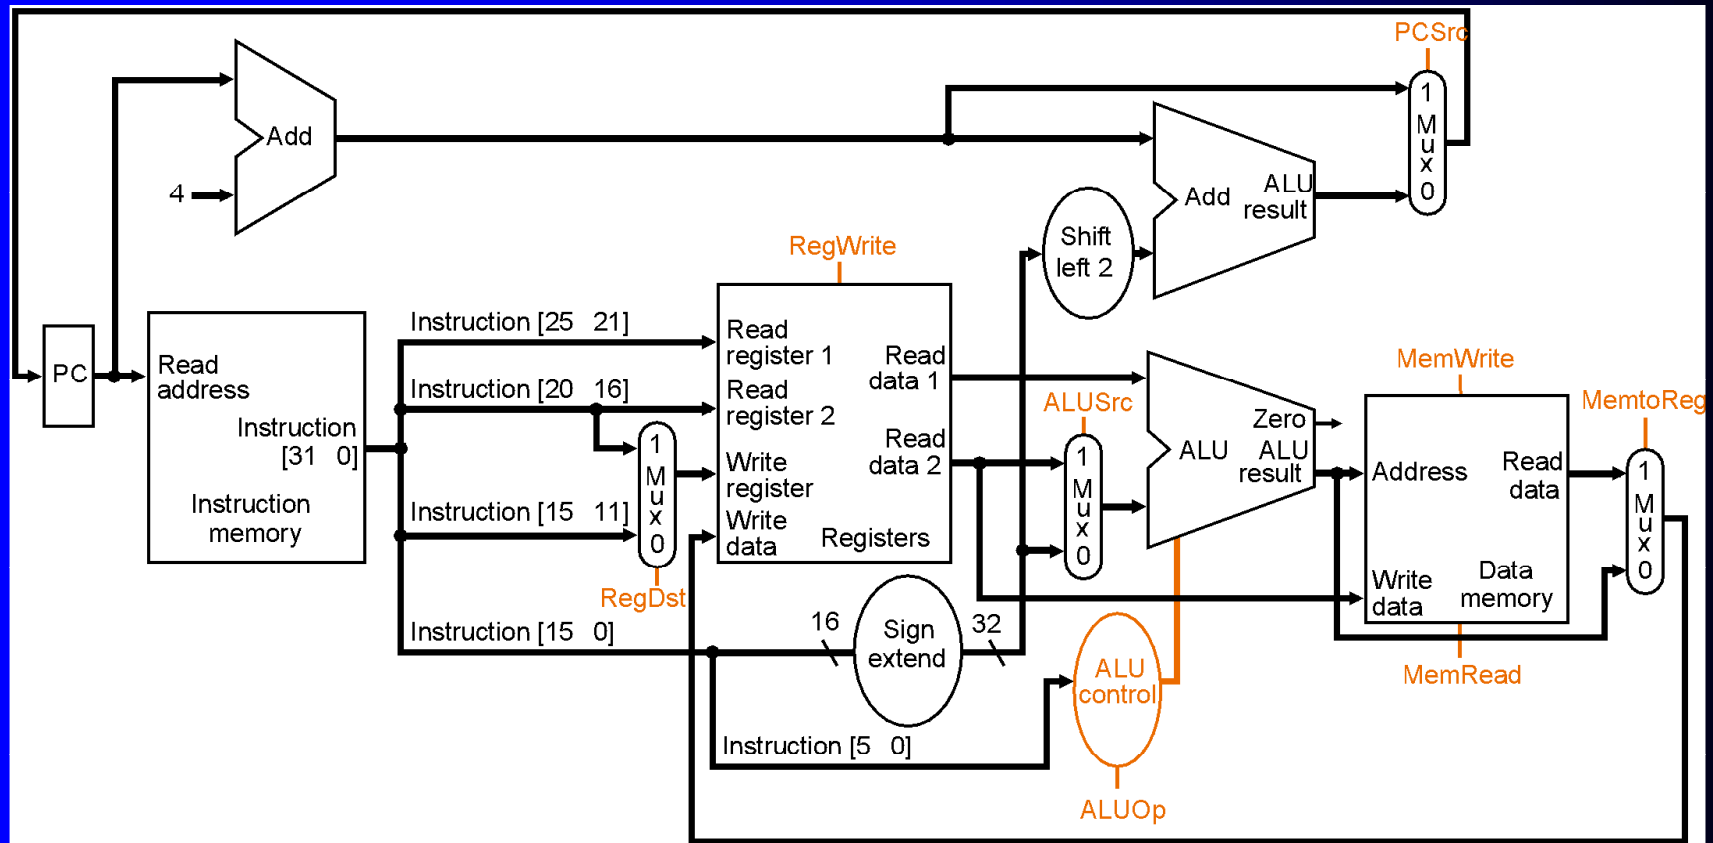 PCSrc
1
Mux
0
Add
4
Add
ALU
result
Shift
left 2
RegWrite
PC
Read
address
Instruction
[31 0]
Instruction
memory
Instruction [25 21]
Instruction [20 16]
Instruction [15 11]
Instruction [15 0]
Instruction [5 0]
1
Mux
0
RegDst
Read
register 1
Read
register 2
Write
register
Write
data
Read
data 1
Read
data 2
Registers
16
Sign
extend
32
ALUSrc
1
Mux
0
ALU
Zero
ALU
result
ALU
control
ALUOp
MemWrite
Address
Read
data
Write
data
Data
memory
MemRead
MemtoReg
1
Mux
0